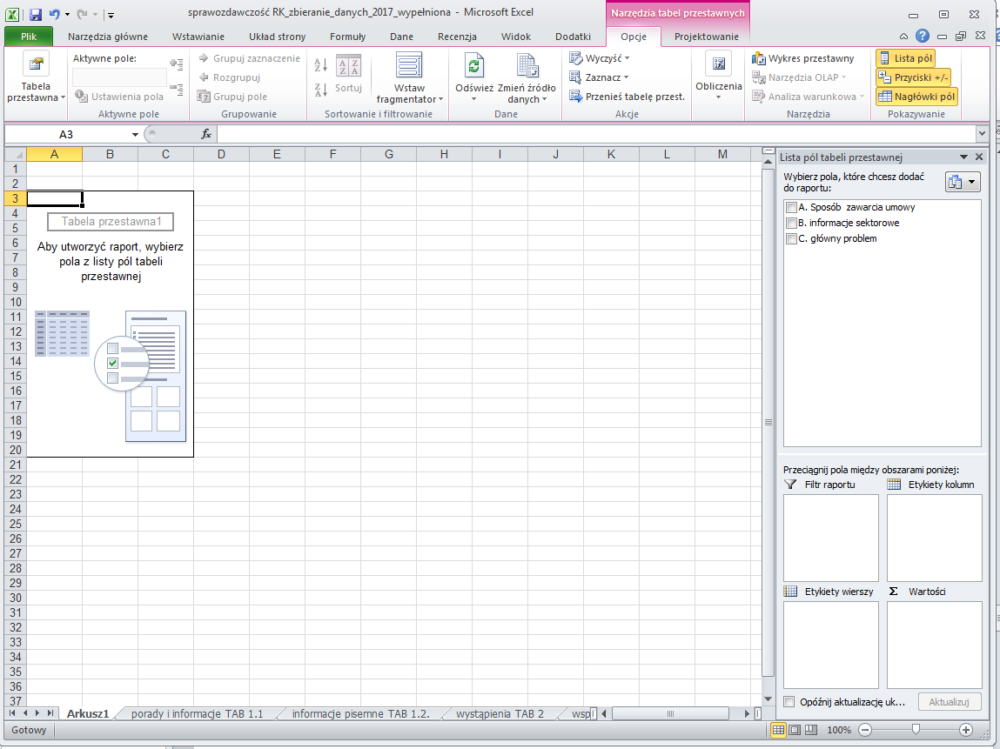 sprawozdawczość RK_zbieranie_danych_2017_wypełniona - Microsoft Excel
Narzędzia tabel przestawnych
Plik Narzędzia główne Wstawianie Układ strony Formuły Dane Recenzja Widok Dodatki Opcje Projektowanie
Tabela przestawna
Aktywne pole:
Ustawienia pola
Aktywne pole
Grupuj zaznaczenie
Rozgrupuj
Grupuj pole
Grupowanie
Sortuj
Wstaw fragmentator
Sortowanie i filtrowanie
Odśwież
Zmień źródło danych
Dane
Wyczyść
Zaznacz
Przenieś tabelę przest.
Akcje
Obliczenia
Wykres przestawny
Narzędzia OLAP
Analiza warunkowa
Narzędzia
Lista pól
Przyciski +/-
Nagłówki pól
Pokazywanie
A3 fx
A B C D E F G H I J K L M
1
2
3
4
5
6
7
8
9
10
11
12
13
14
15
16
17
18
19
20
21
22
23
24
25
26
27
28
29
30
31
32
33
34
35
36
37
Tabela przestawna1
Aby utworzyć raport, wybierz
pola z listy pól tabeli
przestawnej
Lista pól tabeli przestawnej
Wybierz pola, które chcesz dodać
do raportu:
A. Sposób zawarcia umowy
B. informacje sektorowe
C. główny problem
Przeciągnij pola między obszarami poniżej:
Filtr raportu Etykiety kolumn
Etykiety wierszy Σ Wartości
Opóźnij aktualizację uk... Aktualizuj
Arkusz1 porady i informacje TAB 1.1 informacje pisemne TAB 1.2. wystąpienia TAB 2 wsp
Gotowy 100%